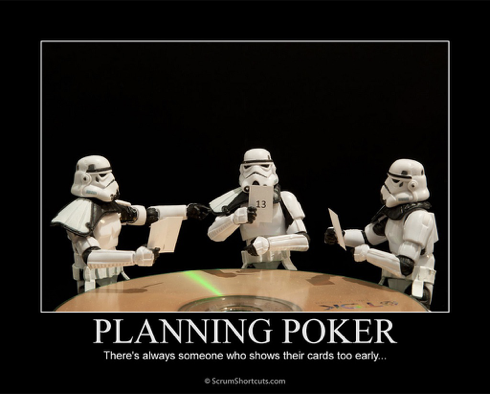 13
PLANNING POKER
There's always someone who shows their cards too early...
© ScrumShortcuts.com